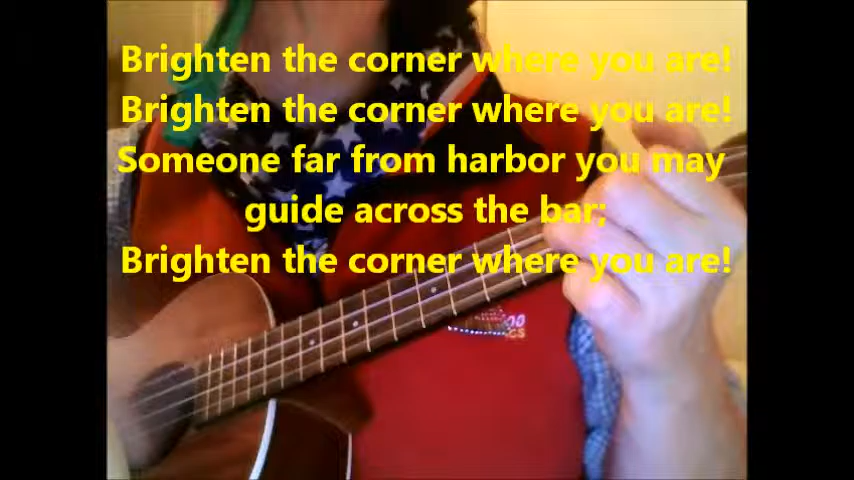 Brighten the corner where you are!
Brighten the corner where you are!
Someone far from harbor you may
guide across the bar;
Brighten the corner where you are!